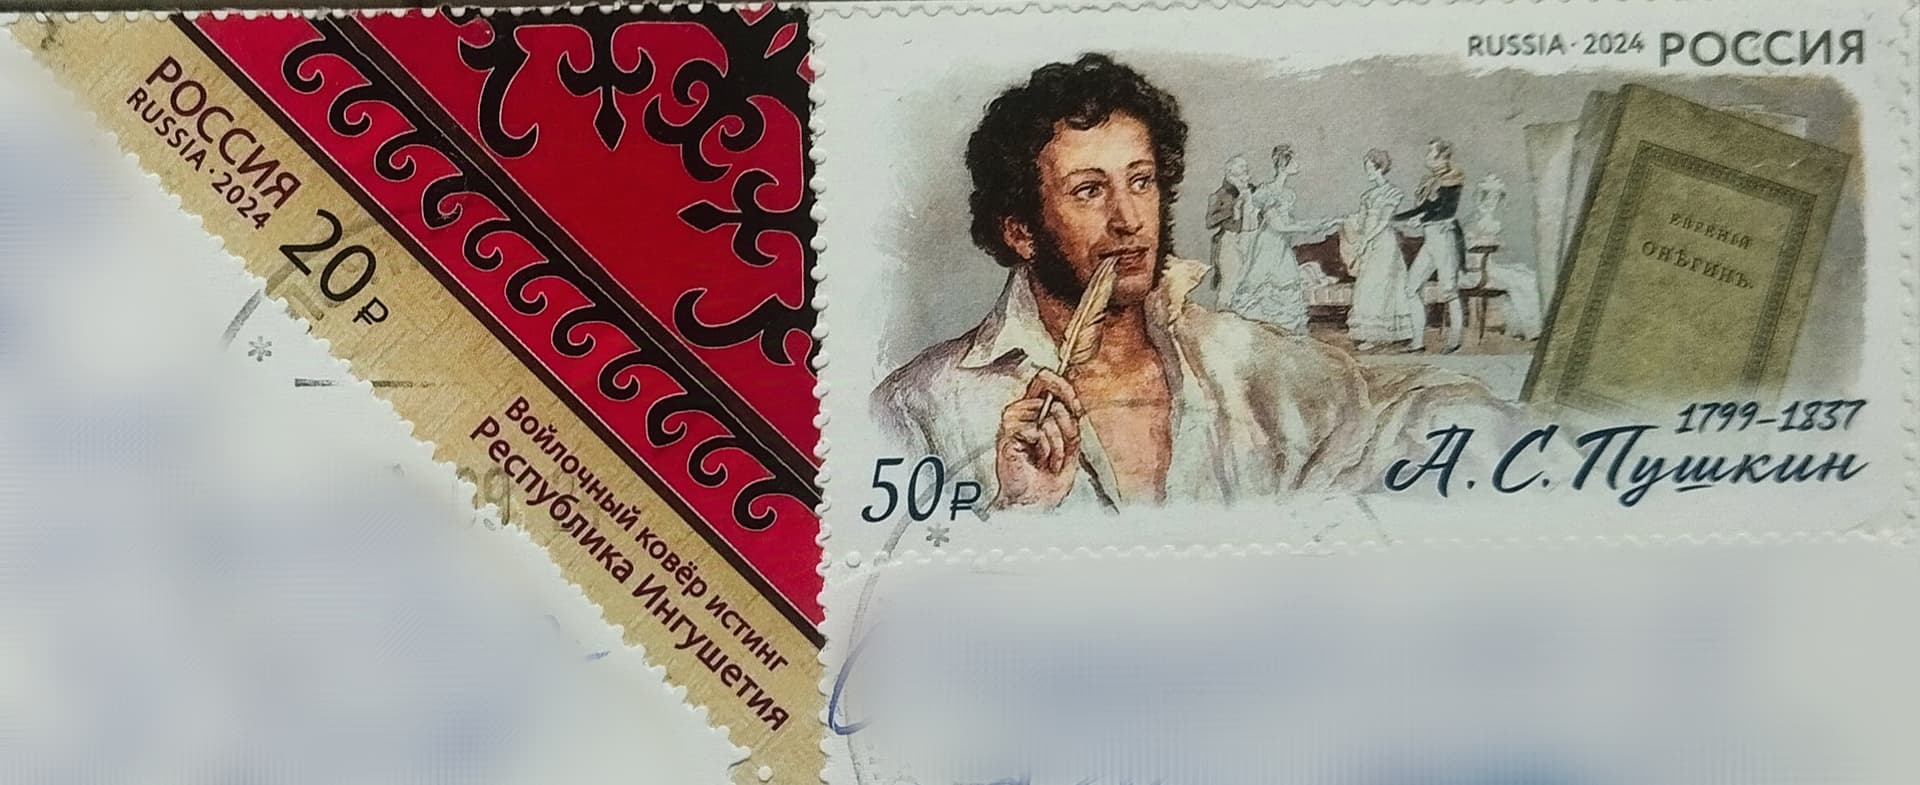 РОССИЯ
RUSSIA · 2024
20 ₽
Войлочный ковёр истинг
Республика Ингушетия
RUSSIA · 2024 РОССИЯ
ЕВГЕНІЙ
ОНѢГИНЪ.
1799–1837
А. С. Пушкин
50 ₽